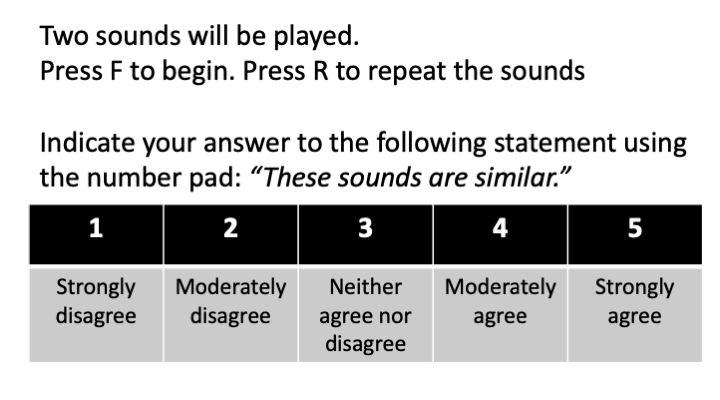 Two sounds will be played.
Press F to begin. Press R to repeat the sounds
Indicate your answer to the following statement using
the number pad: “These sounds are similar.”
1 2 3 4 5
Strongly Moderately Neither Moderately Strongly
disagree disagree agree nor agree agree
disagree